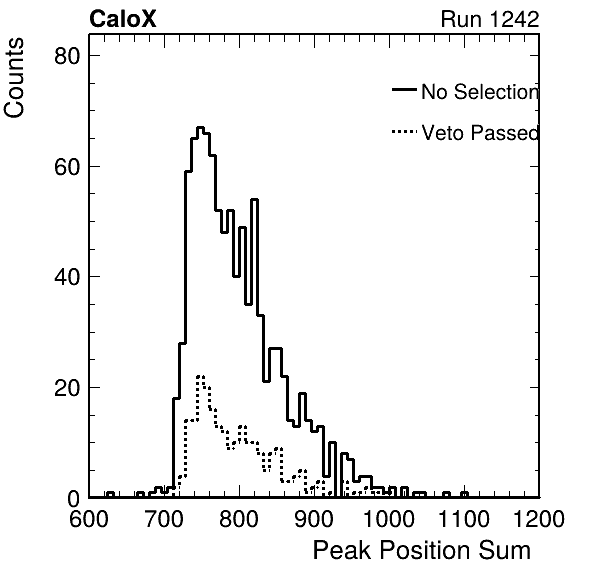 CaloX Run 1242
Counts
80
60
40
20
0
No Selection
Veto Passed
600 700 800 900 1000 1100 1200
Peak Position Sum